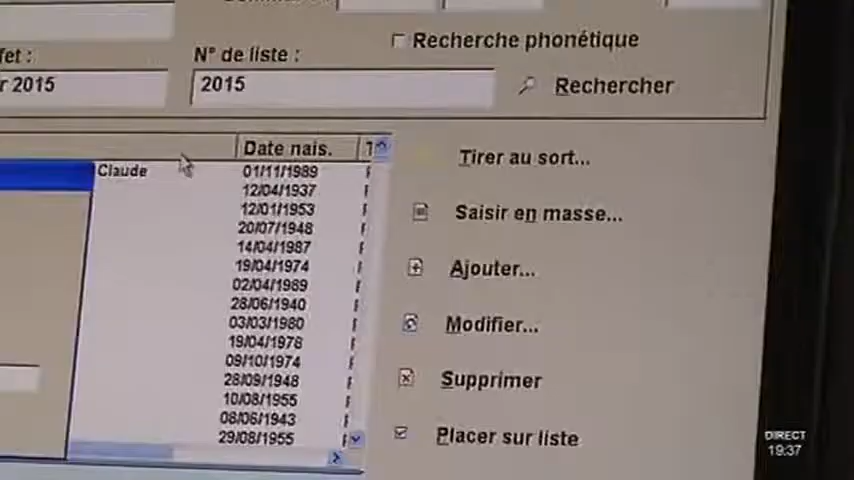 Recherche phonétique
fet :
N° de liste :
r 2015
2015
Rechercher
Date nais.
Tirer au sort...
Claude
01/11/1989
12/04/1937
12/01/1953
Saisir en masse...
20/07/1948
14/04/1987
19/04/1974
Ajouter...
02/04/1989
28/06/1940
03/03/1980
Modifier...
19/04/1978
09/10/1974
28/09/1948
Supprimer
10/08/1955
08/06/1943
29/08/1955
Placer sur liste
DIRECT
19:37